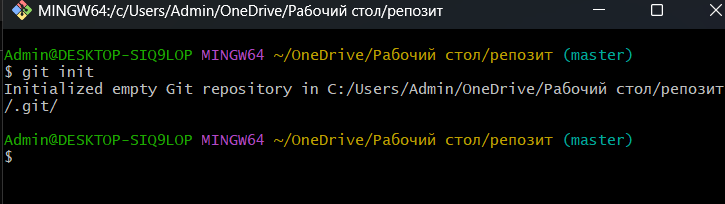 MINGW64:/c/Users/Admin/OneDrive/Рабочий стол/репозит
Admin@DESKTOP-SIQ9LOP MINGW64 ~/OneDrive/Рабочий стол/репозит (master)
$ git init
Initialized empty Git repository in C:/Users/Admin/OneDrive/Рабочий стол/репозит
/.git/
Admin@DESKTOP-SIQ9LOP MINGW64 ~/OneDrive/Рабочий стол/репозит (master)
$